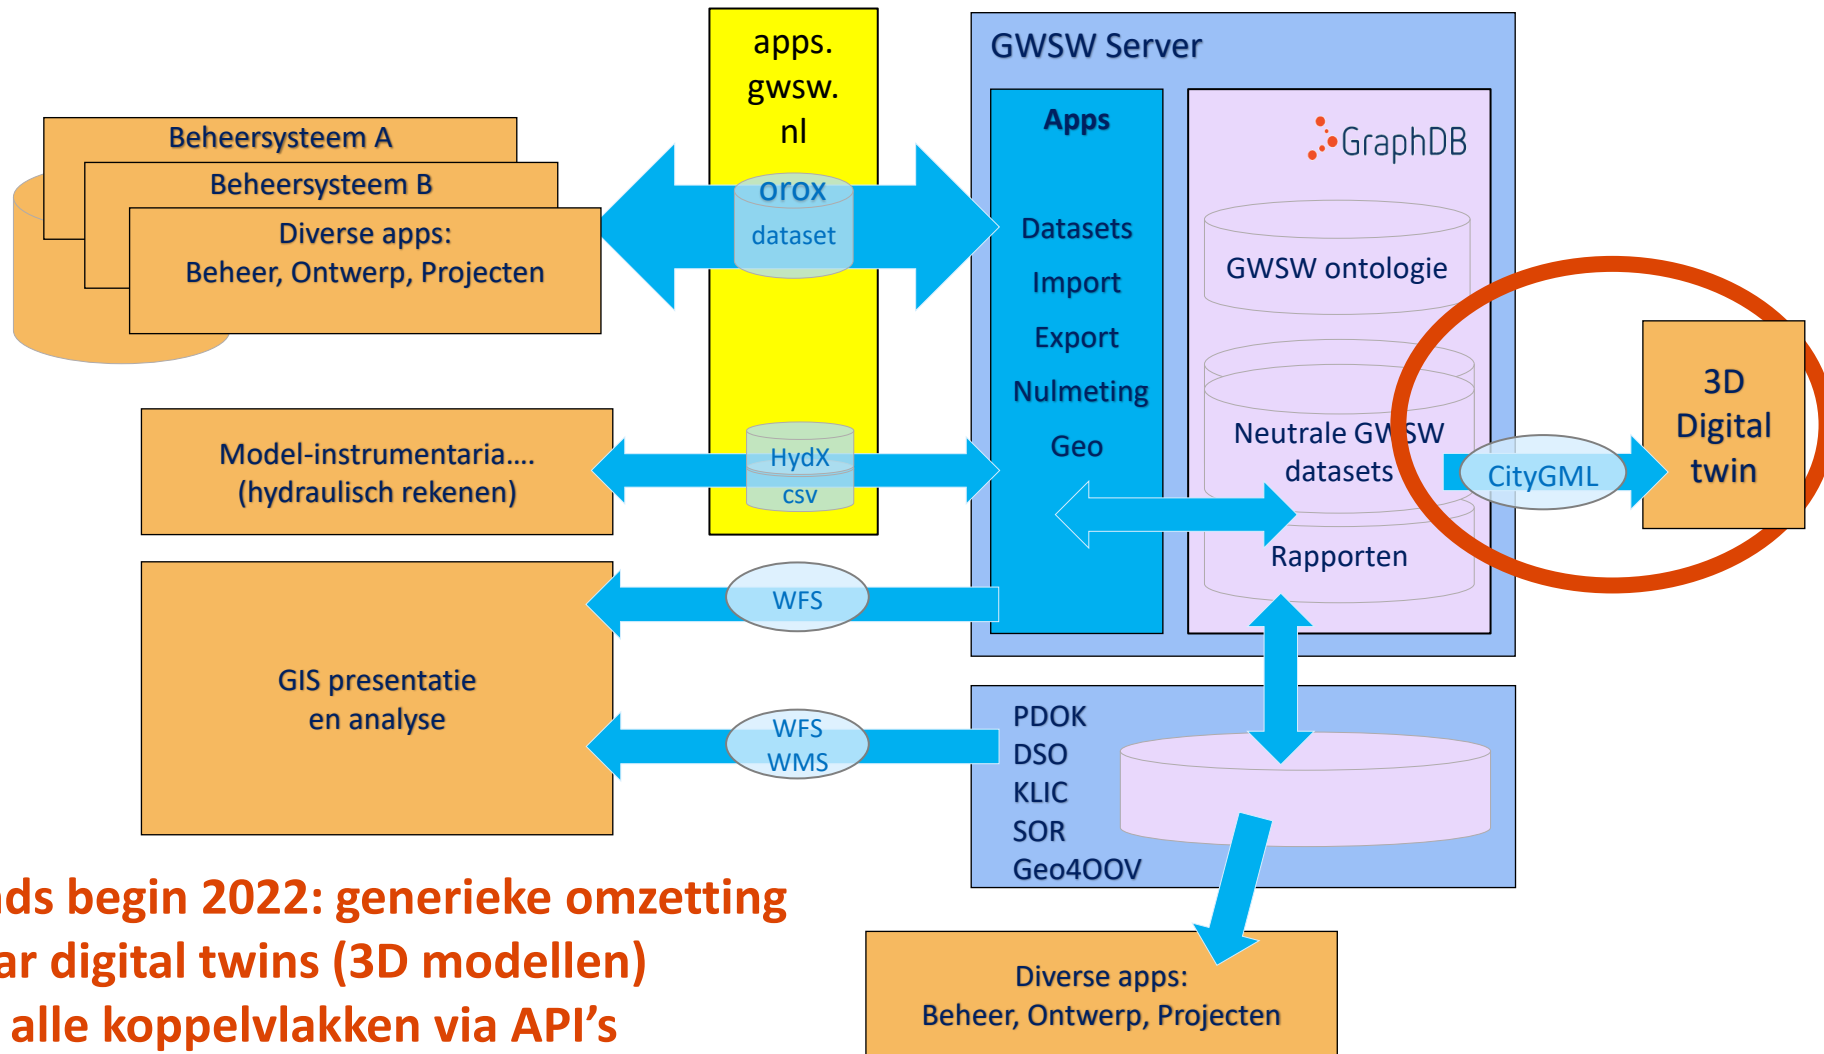 apps.
gwsw.
nl
GWSW Server
Apps
GraphDB
Beheersysteem A
Beheersysteem B
Diverse apps:
Beheer, Ontwerp, Projecten
orox
dataset
Datasets
Import
Export
Nulmeting
Geo
GWSW ontologie
Neutrale GWSW
datasets
Rapporten
CityGML
3D
Digital
twin
Model-instrumentaria....
(hydraulisch rekenen)
HydX
csv
WFS
GIS presentatie
en analyse
WFS
WMS
PDOK
DSO
KLIC
SOR
Geo4OOV
begin 2022: generieke omzetting
digital twins (3D modellen)
alle koppelvlakken via API's
Diverse apps:
Beheer, Ontwerp, Projecten